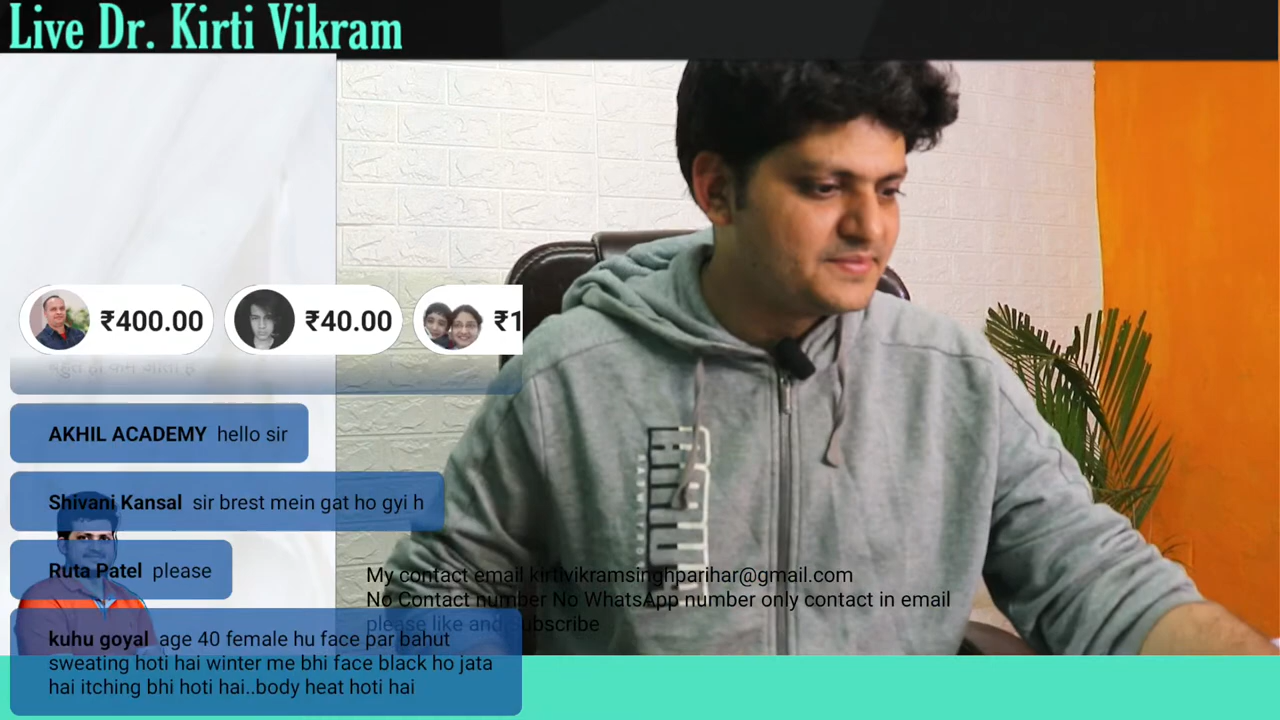 Live Dr. Kirti Vikram
₹400.00
₹40.00
₹1
बहुत ही कम जाता है
AKHIL ACADEMY hello sir
Shivani Kansal sir brest mein gat ho gyi h
Ruta Patel please
kuhu goyal age 40 female hu face par bahut
sweating hoti hai winter me bhi face black ho jata
hai itching bhi hoti hai..body heat hoti hai
My contact email kirtivikramsinghparihar@gmail.com
No Contact number No WhatsApp number only contact in email
please like and Subscribe